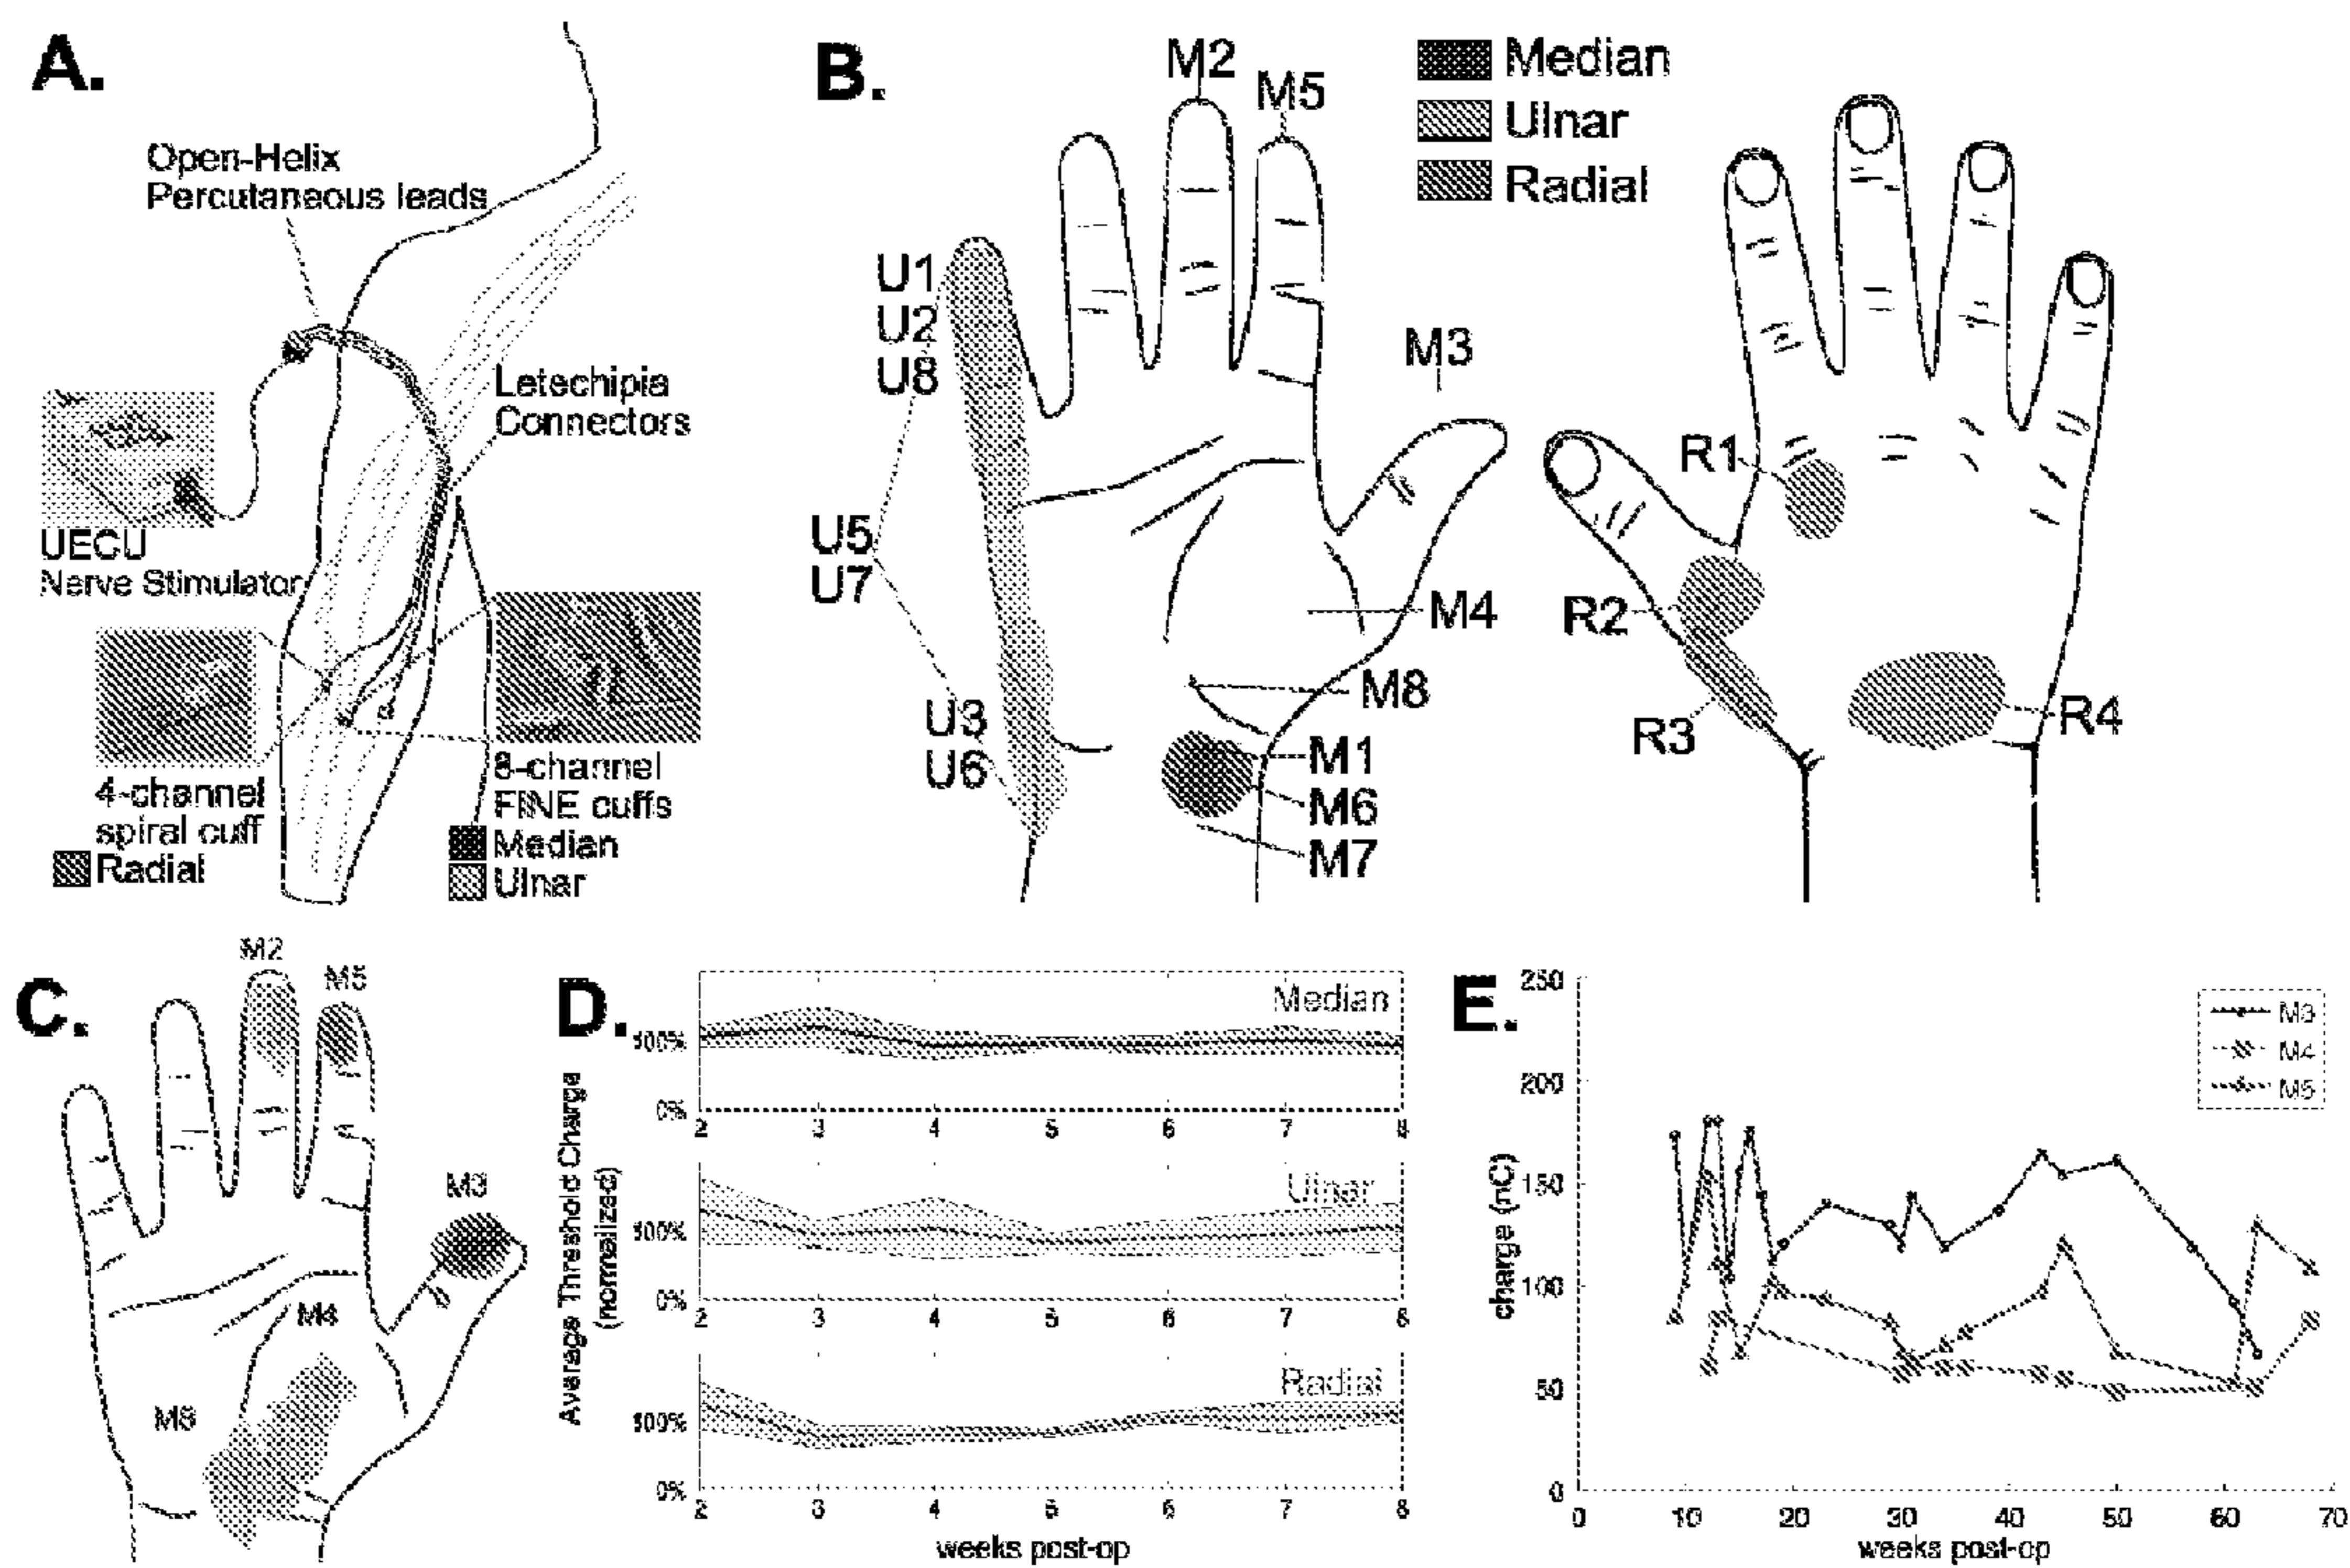 A.
Open-Helix
Percutaneous leads
Letechipia
Connectors
UECU
Nerve Stimulator
4-channel
spiral cuff
Radial
8-channel
FINE cuffs
Median
Ulnar
B.
M2
M5
Median
Ulnar
Radial
U1
U2
U8
U5
U7
U3
U6
M3
M4
M8
M1
M6
M7
R1
R2
R3
R4
C.
M2
M5
M3
M4
M8
D.
Average Threshold Charge
(normalized)
Median
100%
0%
2 3 4 5 6 7 8
Ulnar
100%
0%
2 3 4 5 6 7 8
Radial
100%
0%
2 3 4 5 6 7 8
weeks post-op
E.
charge (nC)
250
200
150
100
50
0
M3
M4
M5
0 10 20 30 40 50 60 70
weeks post-op